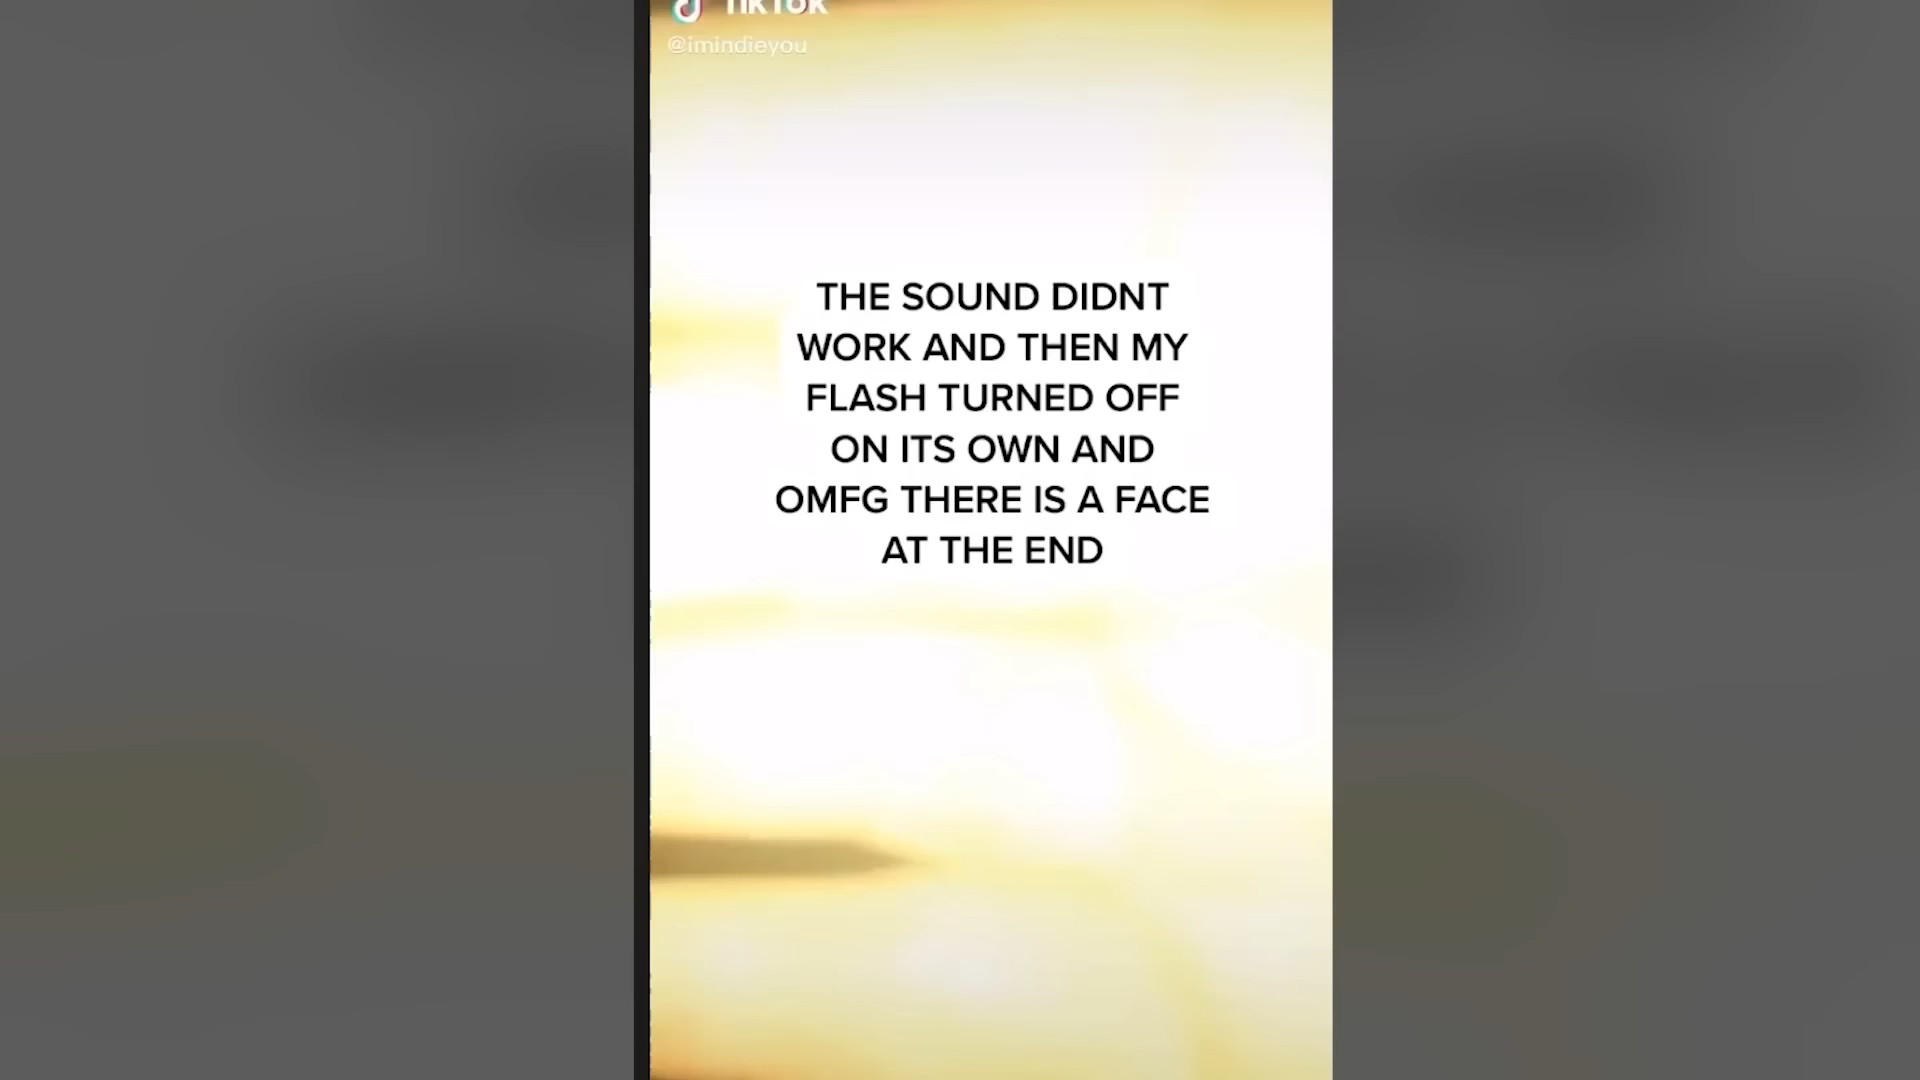 TikTok
@imindieyou
THE SOUND DIDNT
WORK AND THEN MY
FLASH TURNED OFF
ON ITS OWN AND
OMFG THERE IS A FACE
AT THE END